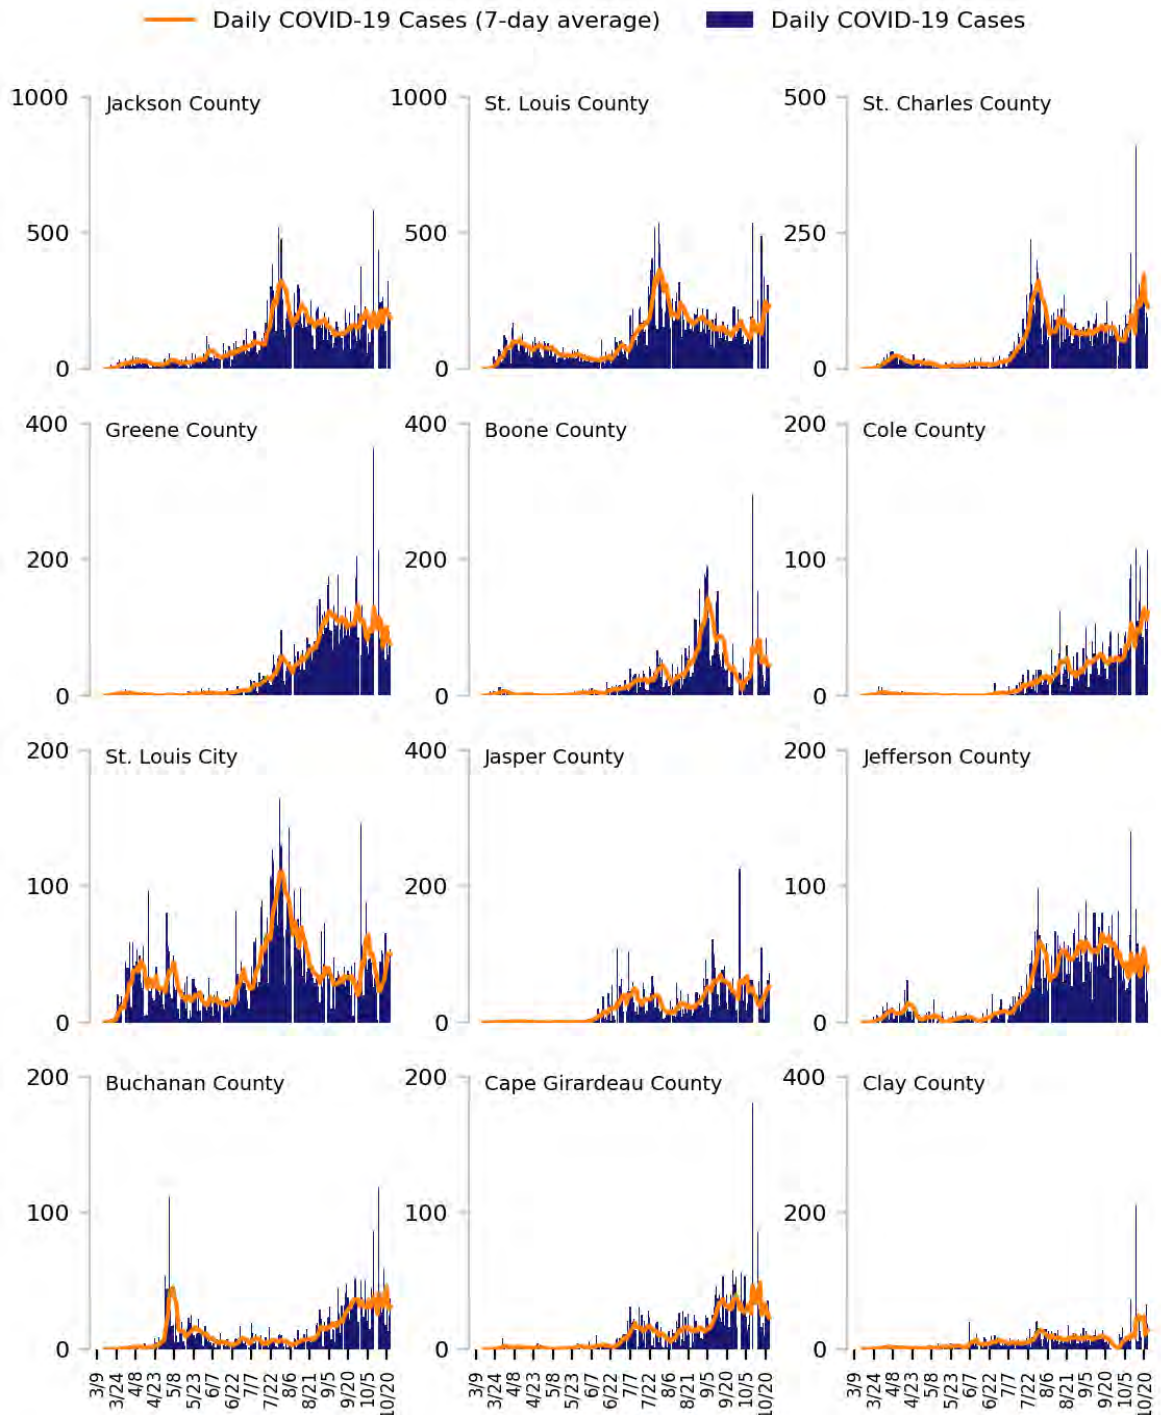 Daily COVID-19 Cases (7-day average) Daily COVID-19 Cases
1000 Jackson County 1000 St. Louis County 500 St. Charles County
500 500 250
0 0 0
400 Greene County 400 Boone County 200 Cole County
200 200 100
0 0 0
200 St. Louis City 400 Jasper County 200 Jefferson County
100 200 100
0 0 0
200 Buchanan County 200 Cape Girardeau County 400 Clay County
100 100 200
0 0 0
3/9 3/24 4/8 4/23 5/8 5/23 6/7 6/22 7/7 7/22 8/6 8/21 9/5 9/20 10/5 10/20 3/9 3/24 4/8 4/23 5/8 5/23 6/7 6/22 7/7 7/22 8/6 8/21 9/5 9/20 10/5 10/20 3/9 3/24 4/8 4/23 5/8 5/23 6/7 6/22 7/7 7/22 8/6 8/21 9/5 9/20 10/5 10/20